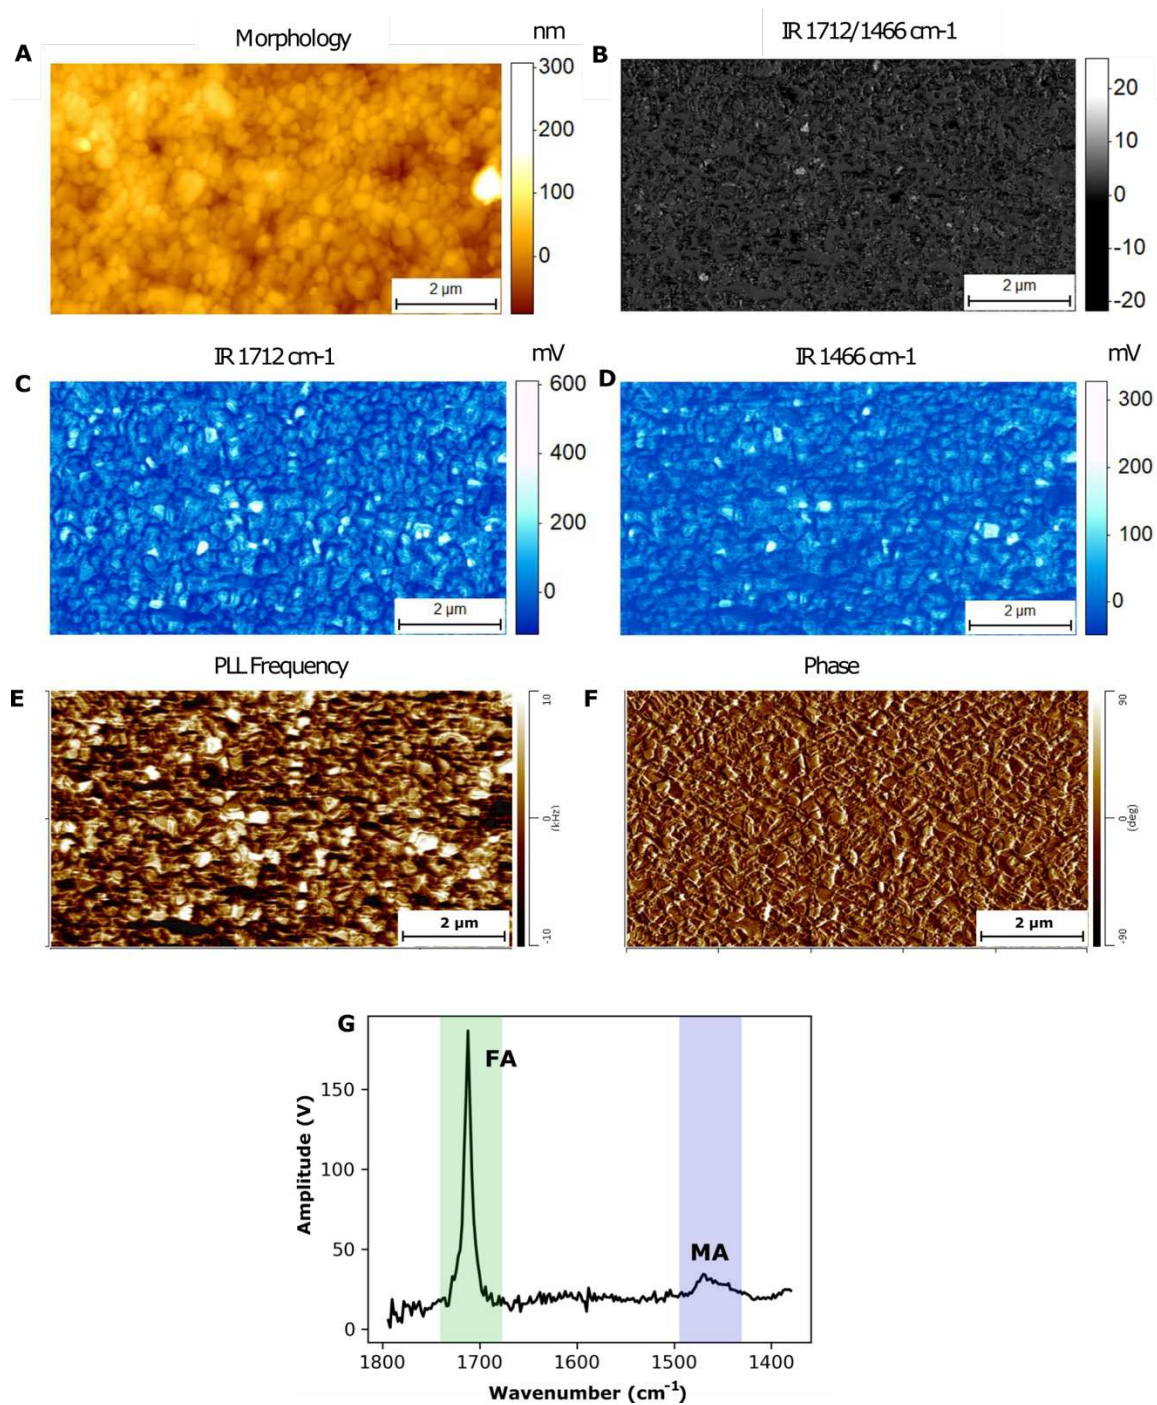 Morphology
nm
A
300
200
100
0
2 µm
IR 1712/1466 cm-1
B
20
10
0
-10
-20
2 µm
IR 1712 cm-1
mV
C
600
400
200
0
2 µm
IR 1466 cm-1
mV
D
300
200
100
0
2 µm
PLL Frequency
E
10
0
(kHz)
-10
2 µm
Phase
F
90
0
(deg)
-90
2 µm
G
FA
MA
150
100
50
0
Amplitude (V)
1800 1700 1600 1500 1400
Wavenumber (cm⁻¹)